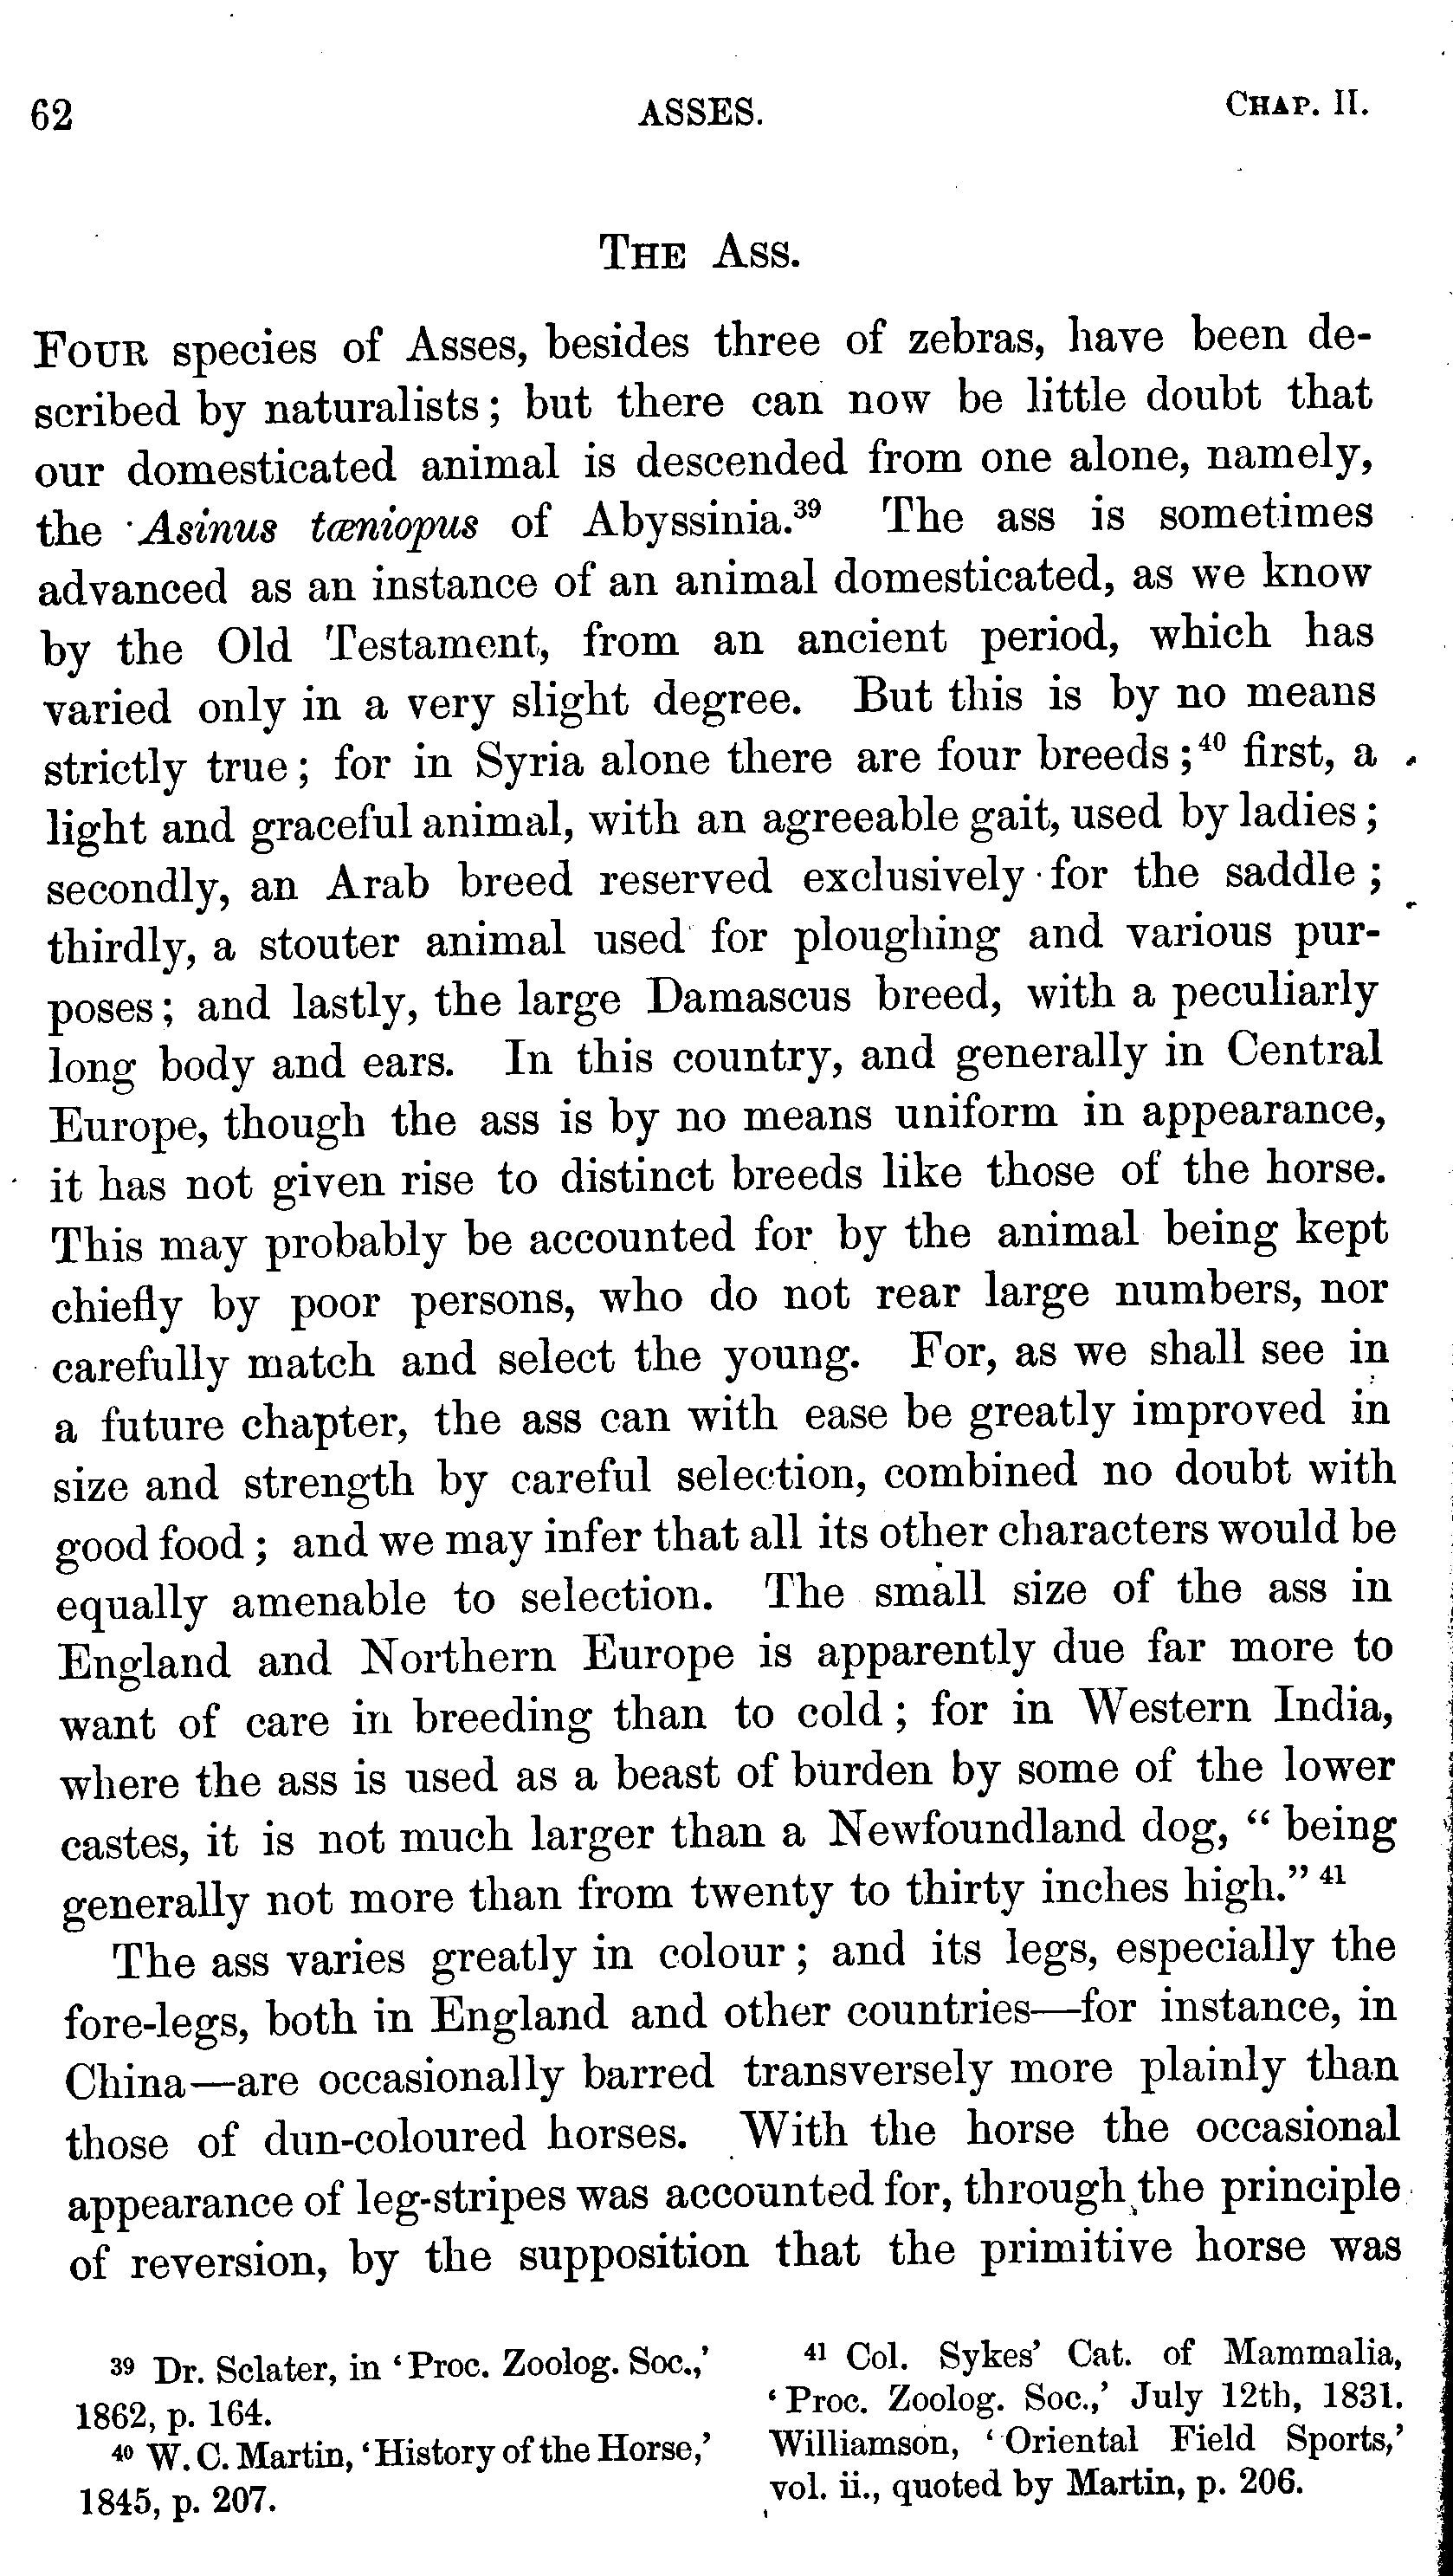 62 ASSES. CHAP. II.
THE ASS.
FOUR species of Asses, besides three of zebras, have been de-
scribed by naturalists; but there can now be little doubt that
our domesticated animal is descended from one alone, namely,
the Asinus tæniopus of Abyssinia.³⁹ The ass is sometimes
advanced as an instance of an animal domesticated, as we know
by the Old Testament, from an ancient period, which has
varied only in a very slight degree. But this is by no means
strictly true; for in Syria alone there are four breeds;⁴⁰ first, a
light and graceful animal, with an agreeable gait, used by ladies;
secondly, an Arab breed reserved exclusively for the saddle;
thirdly, a stouter animal used for ploughing and various pur-
poses; and lastly, the large Damascus breed, with a peculiarly
long body and ears. In this country, and generally in Central
Europe, though the ass is by no means uniform in appearance,
it has not given rise to distinct breeds like those of the horse.
This may probably be accounted for by the animal being kept
chiefly by poor persons, who do not rear large numbers, nor
carefully match and select the young. For, as we shall see in
a future chapter, the ass can with ease be greatly improved in
size and strength by careful selection, combined no doubt with
good food; and we may infer that all its other characters would be
equally amenable to selection. The small size of the ass in
England and Northern Europe is apparently due far more to
want of care in breeding than to cold; for in Western India,
where the ass is used as a beast of burden by some of the lower
castes, it is not much larger than a Newfoundland dog, “being
generally not more than from twenty to thirty inches high.”⁴¹
The ass varies greatly in colour; and its legs, especially the
fore-legs, both in England and other countries—for instance, in
China—are occasionally barred transversely more plainly than
those of dun-coloured horses. With the horse the occasional
appearance of leg-stripes was accounted for, through the principle
of reversion, by the supposition that the primitive horse was
³⁹ Dr. Sclater, in ‘Proc. Zoolog. Soc.,’
1862, p. 164.
⁴⁰ W. C. Martin, ‘History of the Horse,’
1845, p. 207.
⁴¹ Col. Sykes’ Cat. of Mammalia,
‘Proc. Zoolog. Soc.,’ July 12th, 1831.
Williamson, ‘Oriental Field Sports,’
vol. ii., quoted by Martin, p. 206.